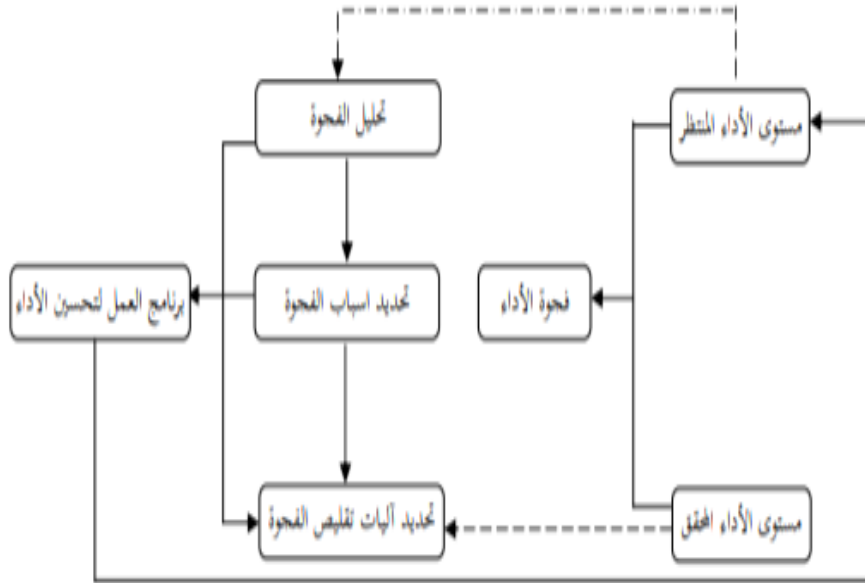 تحليل الفجوة
مستوى الأداء المنتظر
فجوة الأداء
تحديد اسباب الفجوة
برنامج العمل لتحسين الأداء
مستوى الأداء المحقق
تحديد آليات تقليص الفجوة